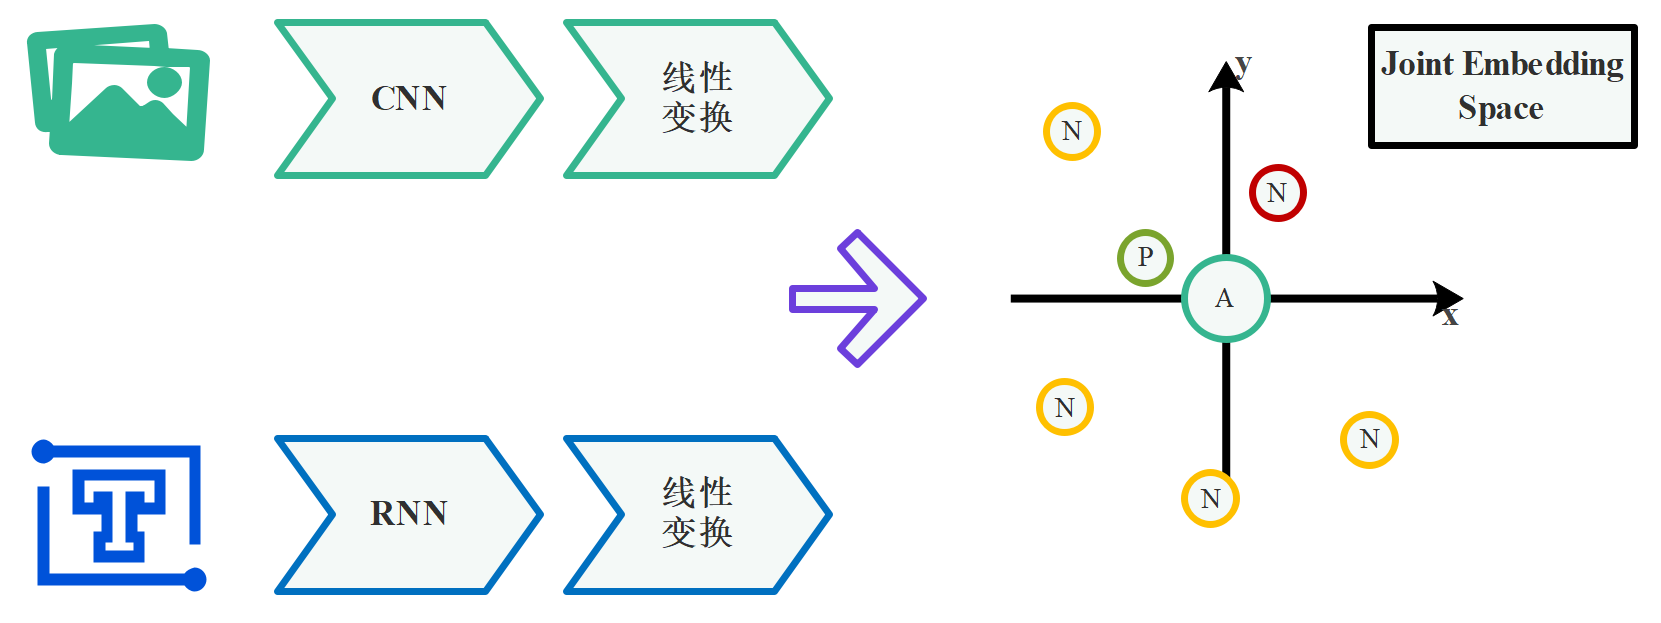 CNN
线性
变换
RNN
线性
变换
T
Joint Embedding
Space
y
N
N
P
A
x
N
N
N